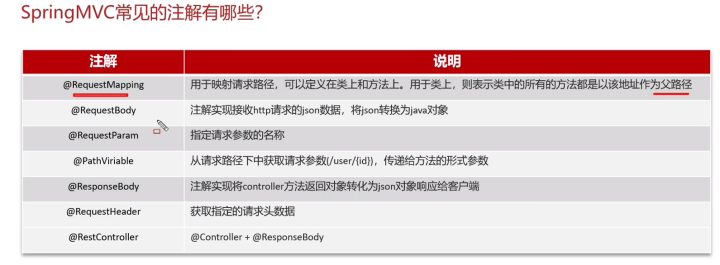 SpringMVC常见的注解有哪些？
注解 说明
@RequestMapping 用于映射请求路径，可以定义在类上和方法上。用于类上，则表示类中的所有的方法都是以该地址作为父路径
@RequestBody 注解实现接收http请求的json数据，将json转换为java对象
@RequestParam 指定请求参数的名称
@PathViriable 从请求路径下中获取请求参数(/user/{id})，传递给方法的形式参数
@ResponseBody 注解实现将controller方法返回对象转化为json对象响应给客户端
@RequestHeader 获取指定的请求头数据
@RestController @Controller + @ResponseBody